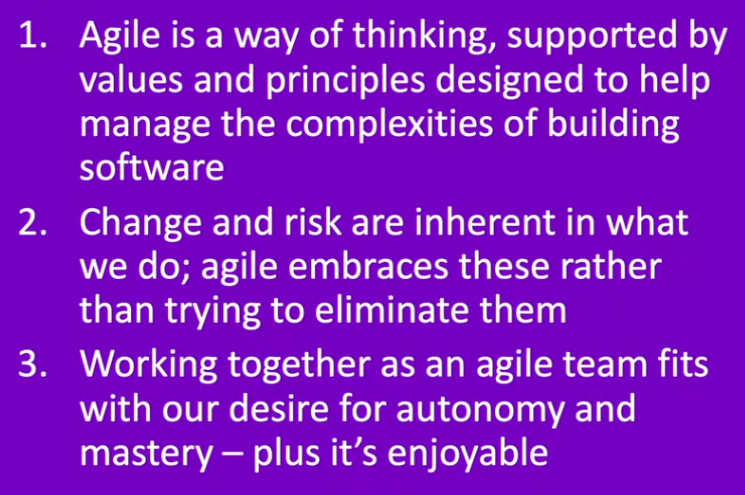 1. Agile is a way of thinking, supported by
values and principles designed to help
manage the complexities of building
software
2. Change and risk are inherent in what
we do; agile embraces these rather
than trying to eliminate them
3. Working together as an agile team fits
with our desire for autonomy and
mastery – plus it's enjoyable